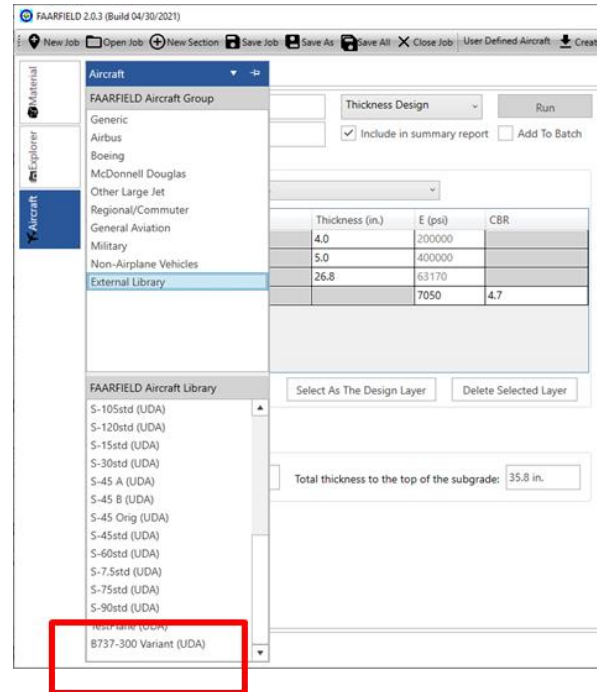 FAARFIELD 2.0.3 (Build 04/30/2021)
New Job Open Job New Section Save Job Save As Save All Close Job User Defined Aircraft Creat
Material
Explorer
Aircraft
Aircraft
FAARFIELD Aircraft Group
Generic
Airbus
Boeing
McDonnell Douglas
Other Large Jet
Regional/Commuter
General Aviation
Military
Non-Airplane Vehicles
External Library
FAARFIELD Aircraft Library
S-105std (UDA)
S-120std (UDA)
S-15std (UDA)
S-30std (UDA)
S-45 A (UDA)
S-45 B (UDA)
S-45 Orig (UDA)
S-45std (UDA)
S-60std (UDA)
S-7.5std (UDA)
S-75std (UDA)
S-90std (UDA)
TestPlane (UDA)
B737-300 Variant (UDA)
Thickness Design Run
Include in summary report Add To Batch
Thickness (in.) E (psi) CBR
4.0 200000
5.0 400000
26.8 63170
7050 4.7
Select As The Design Layer Delete Selected Layer
Total thickness to the top of the subgrade: 35.8 in.